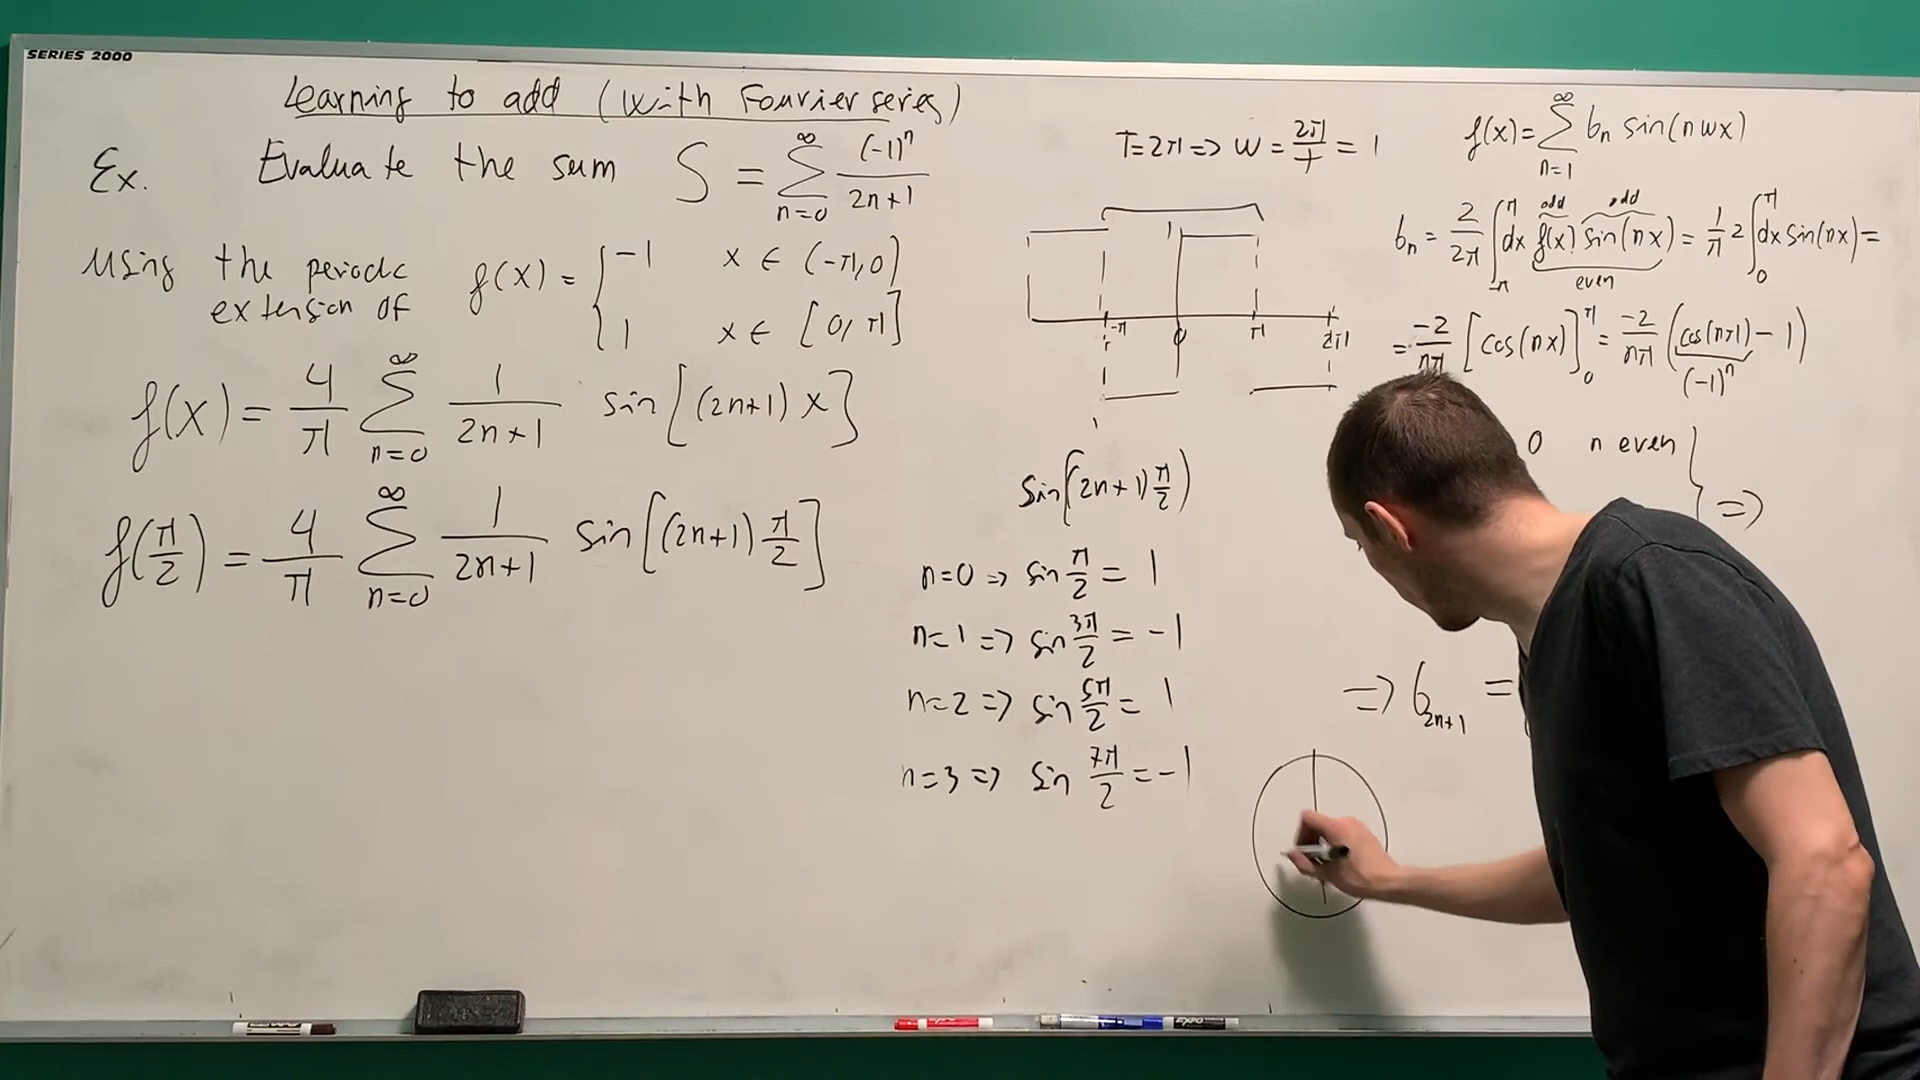 SERIES 2000
Learning to add (with Fourier series)
Ex. Evaluate the sum S = ∑_{n=0}^{∞} (-1)^n / (2n+1)
using the periodic extension of f(x) = { -1 x ∈ (-π,0)
1 x ∈ [0,π]
f(x) = 4/π ∑_{n=0}^{∞} 1/(2n+1) sin[(2n+1)x]
f(π/2) = 4/π ∑_{n=0}^{∞} 1/(2n+1) sin[(2n+1)π/2]
T=2π => w = 2π/T = 1
1
-π 0 π 2π
sin((2n+1)π/2)
n=0 => sin π/2 = 1
n=1 => sin 3π/2 = -1
n=2 => sin 5π/2 = 1
n=3 => sin 7π/2 = -1
f(x) = ∑_{n=1}^{∞} b_n sin(nwx)
odd odd
b_n = 2/2π ∫_{-π}^{π} dx f(x) sin(nx) = 1/π 2 ∫_0^π dx sin(nx) =
even
= -2/nπ [cos(nx)]_0^π = -2/nπ (cos(nπ) - 1)
(-1)^n
0 n even } =>
=> b_{2n+1} =